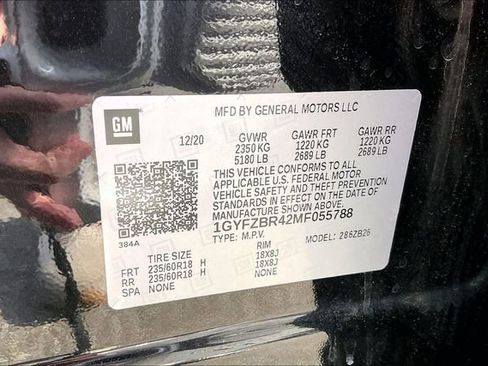 GM
MFD BY GENERAL MOTORS LLC
12/20 GVWR GAWR FRT GAWR RR
2350 KG 1220 KG 1220 KG
5180 LB 2689 LB 2689 LB
THIS VEHICLE CONFORMS TO ALL
APPLICABLE U.S. FEDERAL MOTOR
VEHICLE SAFETY AND THEFT PREVENTION
STANDARDS IN EFFECT ON THE DATE OF
MANUFACTURE SHOWN ABOVE.
384A
1GYFZBR42MF055788
TYPE: M.P.V. MODEL: 286ZB26
TIRE SIZE RIM
FRT 235/60R18 H 18X8J
RR 235/60R18 H 18X8J
SPA NONE NONE